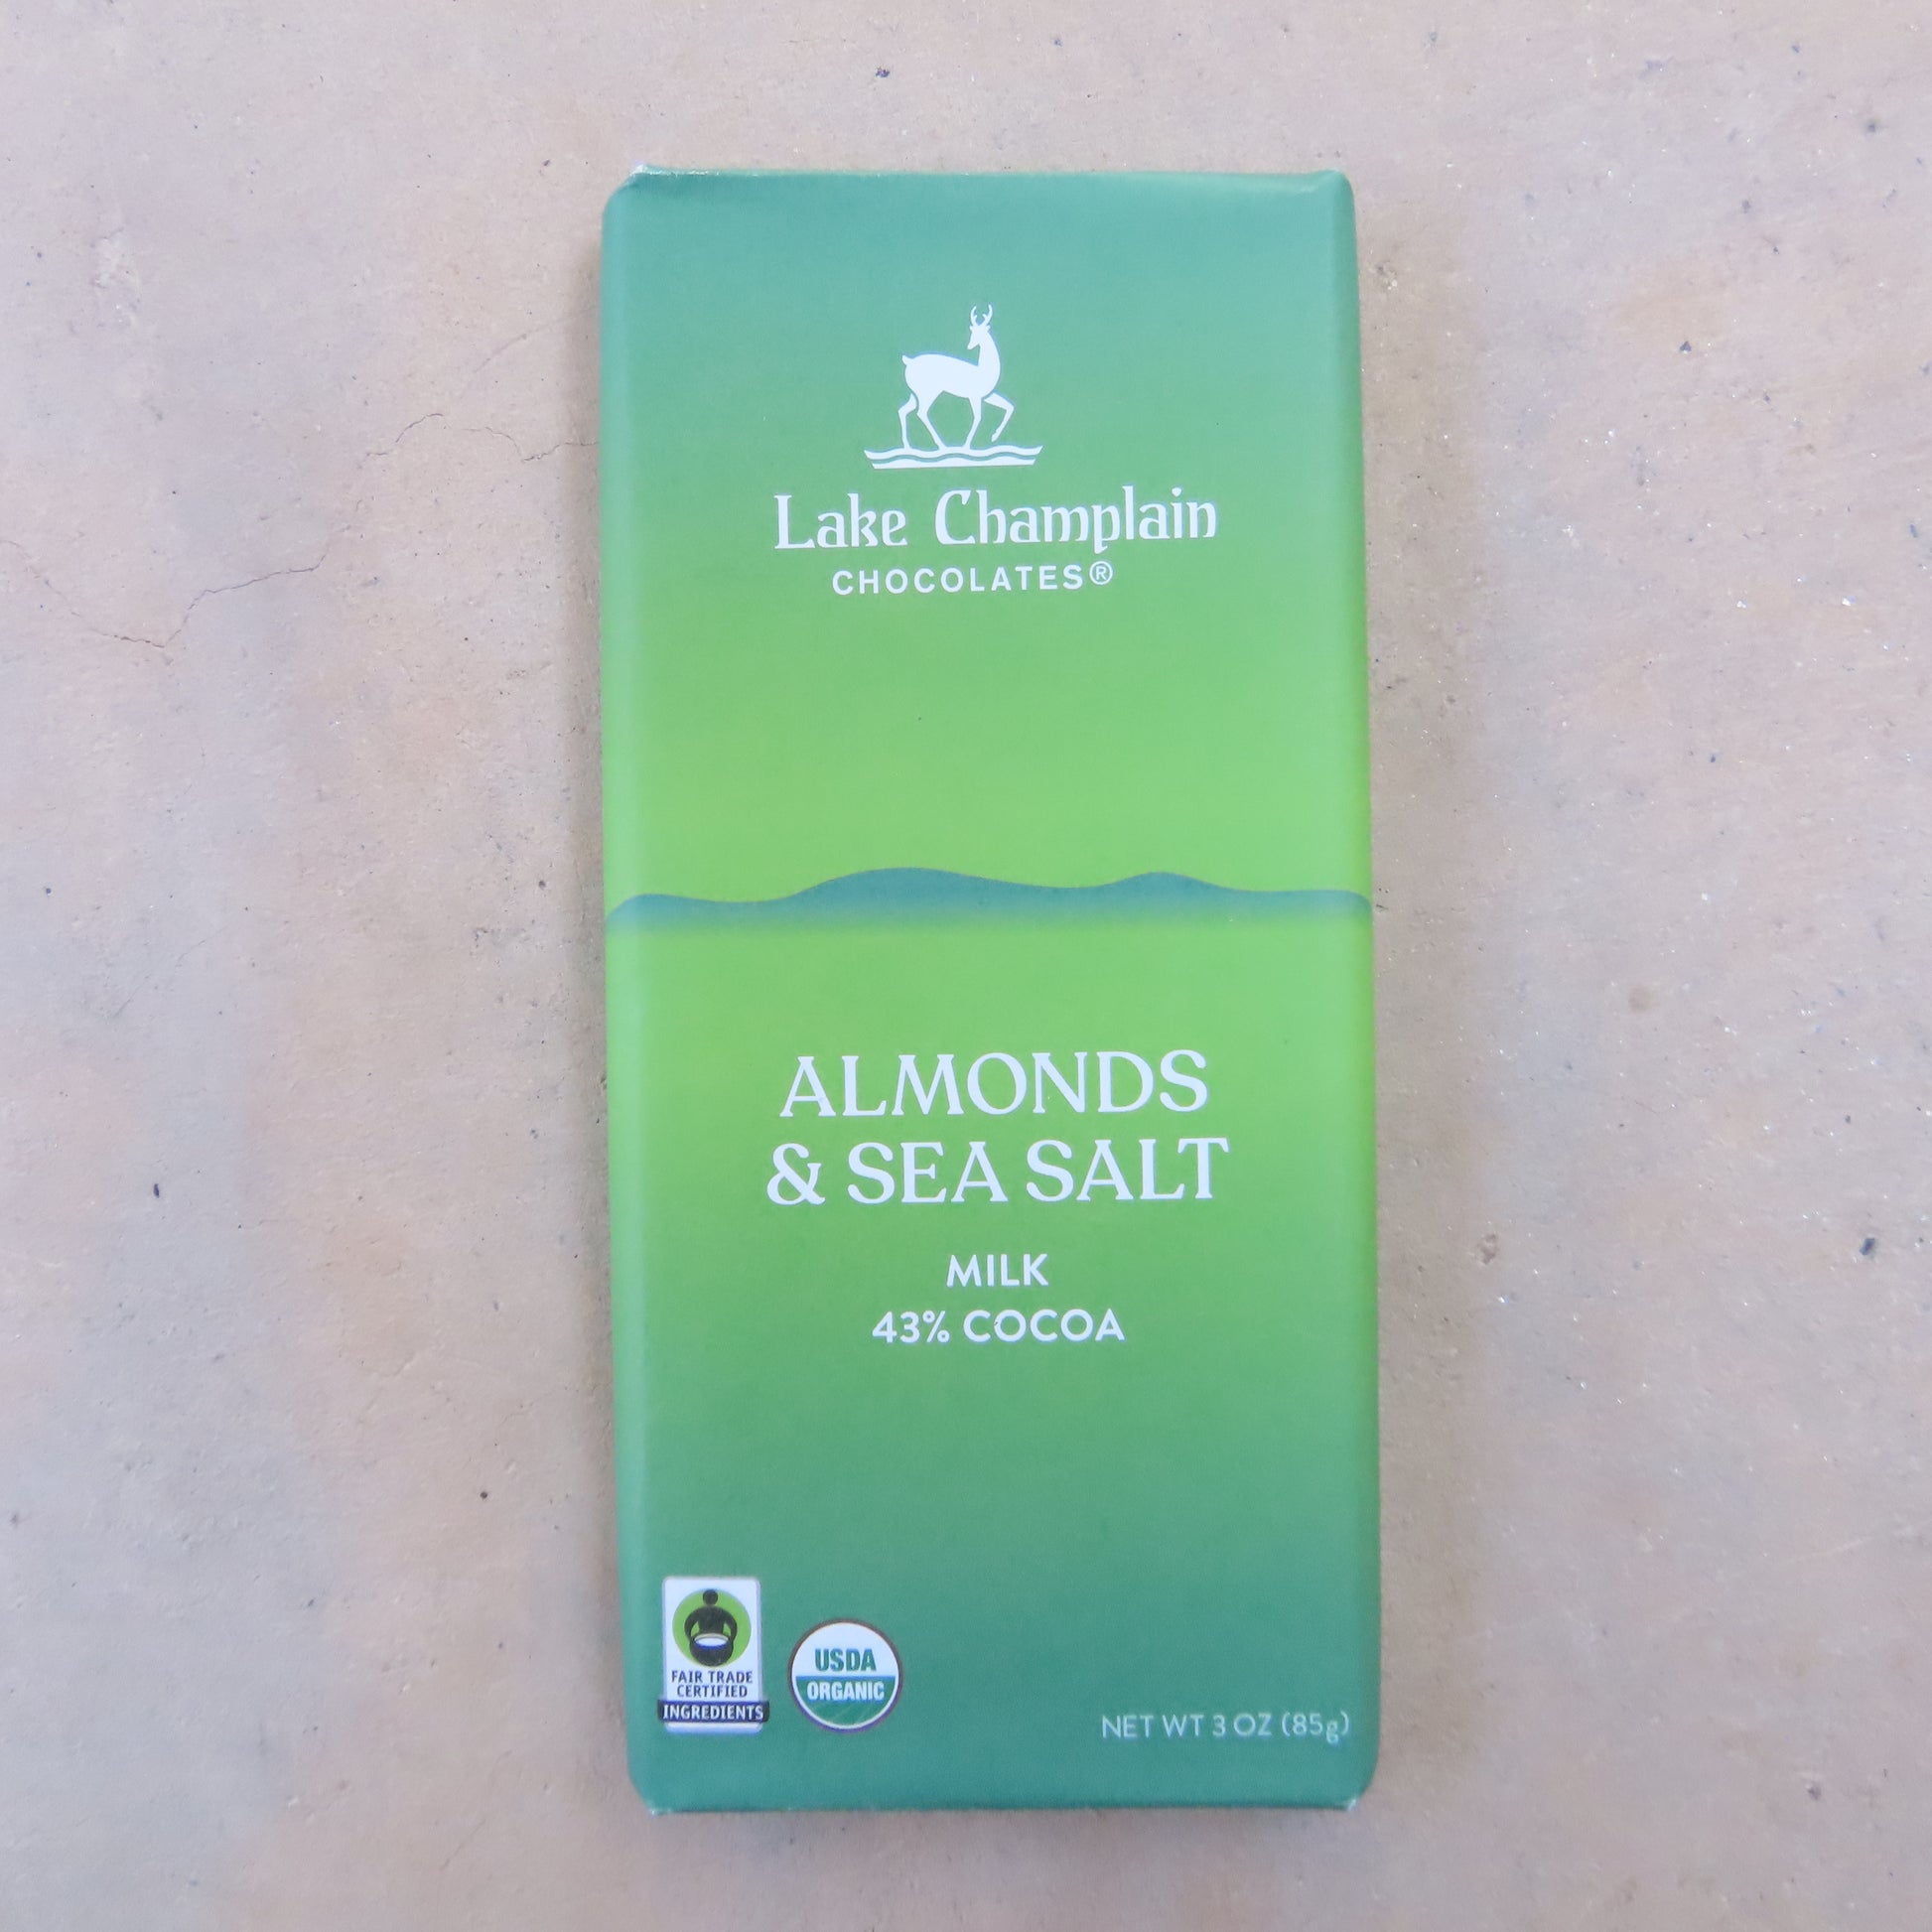 Lake Champlain
CHOCOLATES®
ALMONDS
& SEA SALT
MILK
43% COCOA
FAIR TRADE
CERTIFIED
INGREDIENTS
USDA
ORGANIC
NET WT 3 OZ (85g)